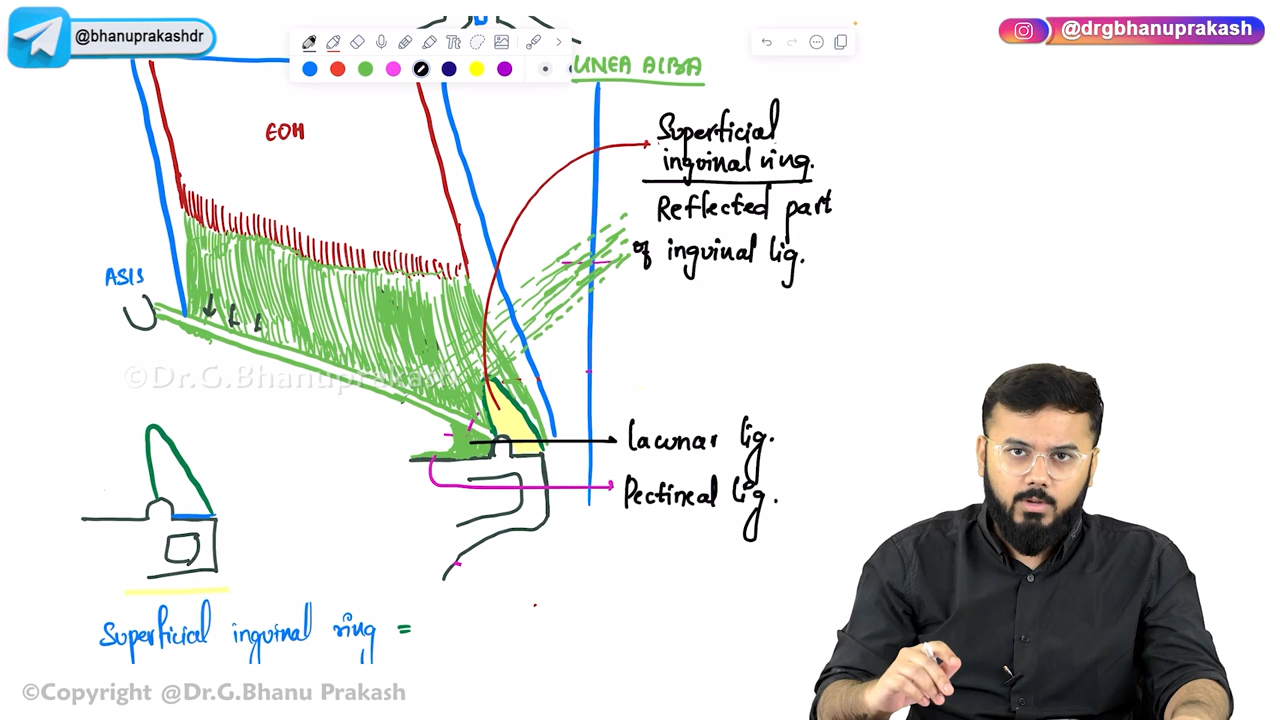 @bhanuprakashdr
@drgbhanuprakash
Tt
LINEA ALBA
EOM
Superficial
inguinal ring.
Reflected part
of inguinal lig.
ASIS
©Dr.G.Bhanuprakash
Lacunar lig.
Pectineal lig.
Superficial inguinal ring =
©Copyright @Dr.G.Bhanu Prakash